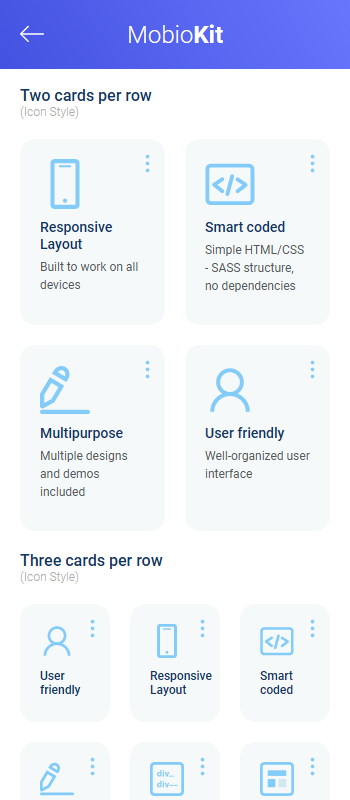 MobioKit
Two cards per row
(Icon Style)
Responsive
Layout
Built to work on all
devices
Smart coded
Simple HTML/CSS
- SASS structure,
no dependencies
Multipurpose
Multiple designs
and demos
included
User friendly
Well-organized user
interface
Three cards per row
(Icon Style)
User
friendly
Responsive
Layout
Smart
coded
div..
div--